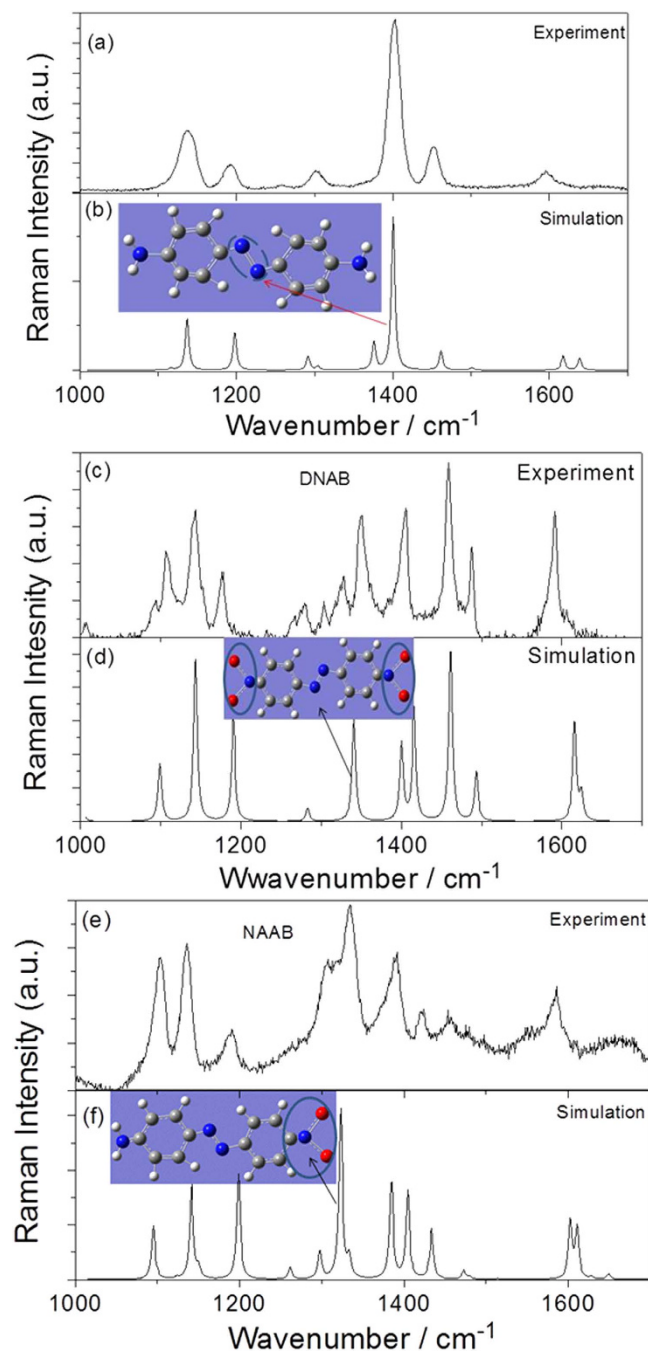 (a)
Experiment
(b)
Simulation
Raman Intensity (a.u.)
1000 1200 1400 1600
Wavenumber / cm-1
(c)
DNAB
Experiment
(d)
Simulation
Raman Intesnity (a.u.)
1000 1200 1400 1600
Wwavenumber / cm-1
(e)
NAAB
Experiment
(f)
Simulation
Raman Intensity (a.u.)
1000 1200 1400 1600
Wavenumber / cm-1